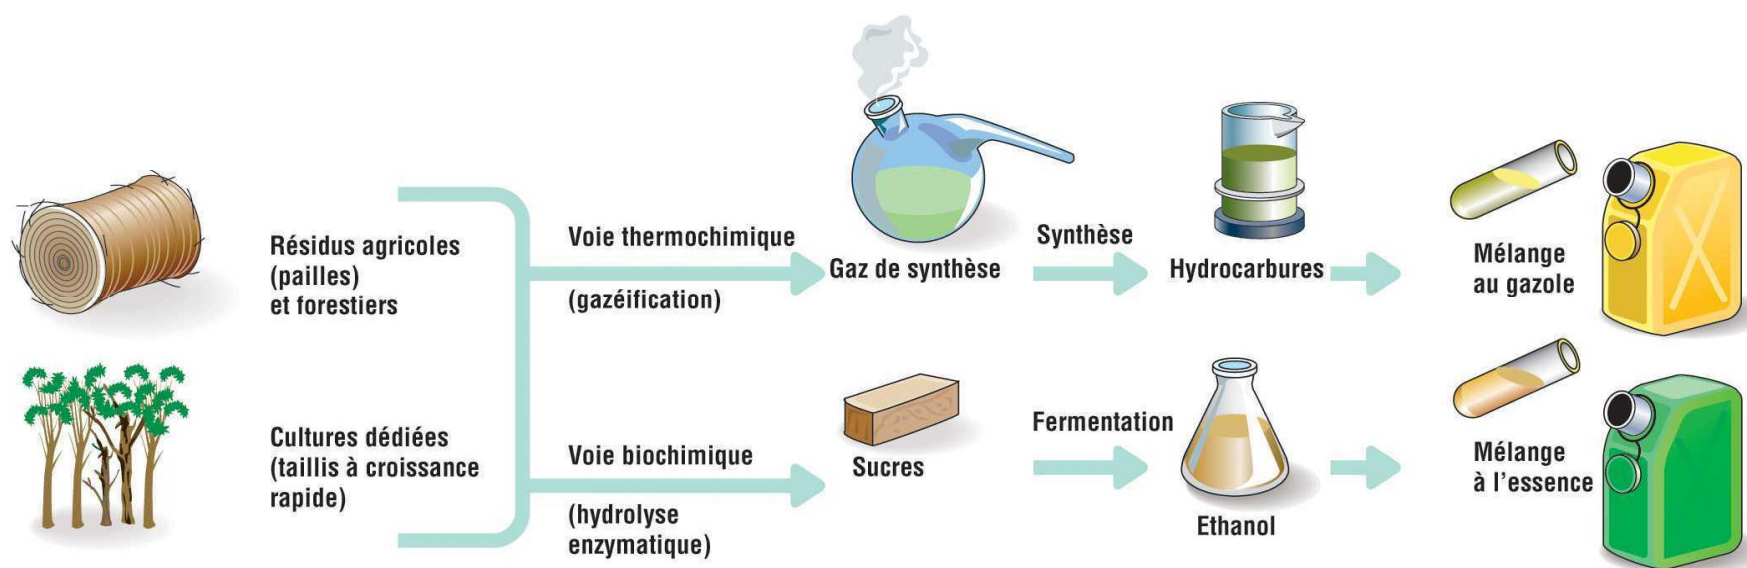 Résidus agricoles
(pailles)
et forestiers
Cultures dédiées
(taillis à croissance
rapide)
Voie thermochimique
(gazéification)
Gaz de synthèse
Synthèse
Hydrocarbures
Mélange
au gazole
Voie biochimique
(hydrolyse
enzymatique)
Sucres
Fermentation
Ethanol
Mélange
à l'essence